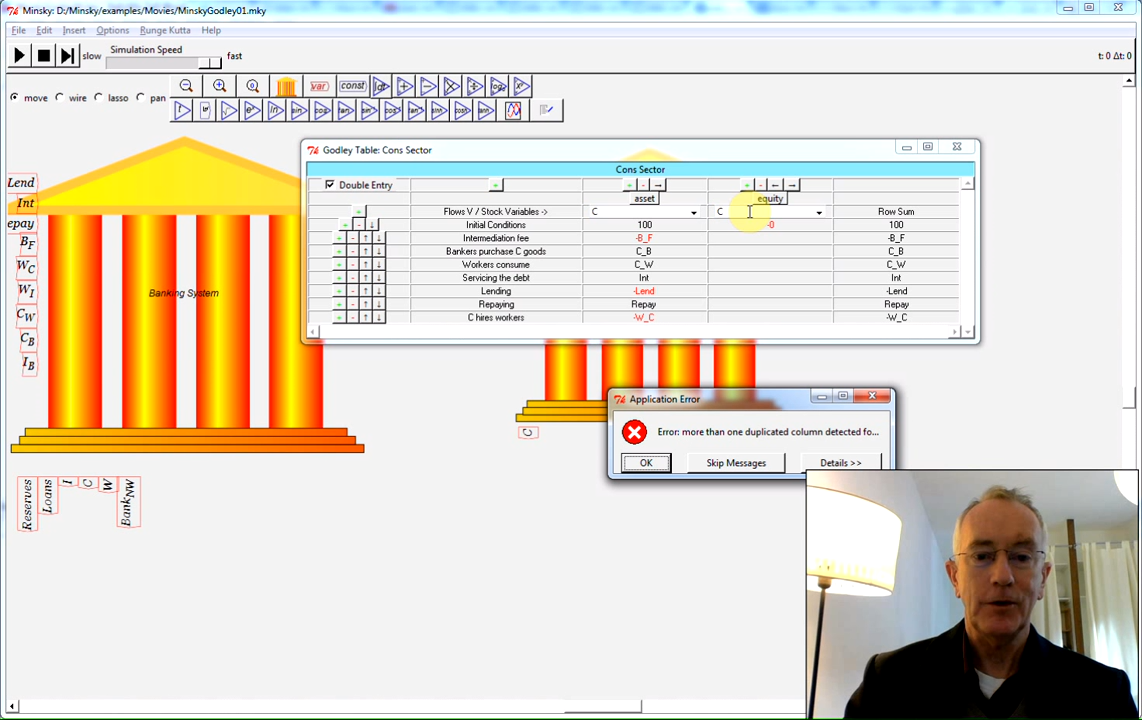 Minsky: D:/Minsky/examples/Movies/MinskyGodley01.mky
File Edit Insert Options Runge Kutta Help
slow
Simulation Speed
fast
t: 0 Δt: 0
move wire lasso pan
var const
Godley Table: Cons Sector
Cons Sector
Double Entry
asset equity
Flows V / Stock Variables -> C C Row Sum
Initial Conditions 100 -0 100
Intermediation fee -B_F -B_F
Bankers purchase C goods C_B C_B
Workers consume C_W C_W
Servicing the debt Int Int
Lending -Lend -Lend
Repaying Repay Repay
C hires workers -W_C -W_C
Lend
Int
epay
B_F
W_C
W_I
C_W
C_B
I_B
Banking System
C
Application Error
Error: more than one duplicated column detected fo...
OK Skip Messages Details >>
Reserves
Loans
I
C
W
Bank_NW